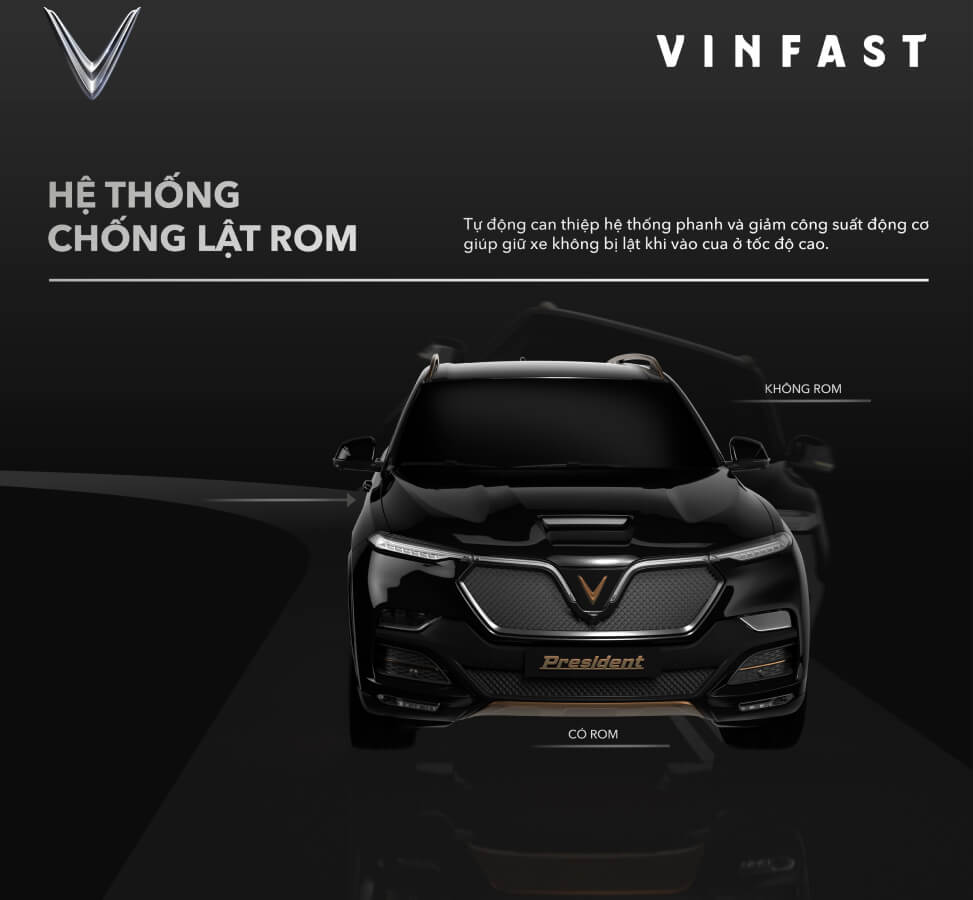 VINFAST
HỆ THỐNG
CHỐNG LẬT ROM
Tự động can thiệp hệ thống phanh và giảm công suất động cơ
giúp giữ xe không bị lật khi vào cua ở tốc độ cao.
KHÔNG ROM
President
CÓ ROM